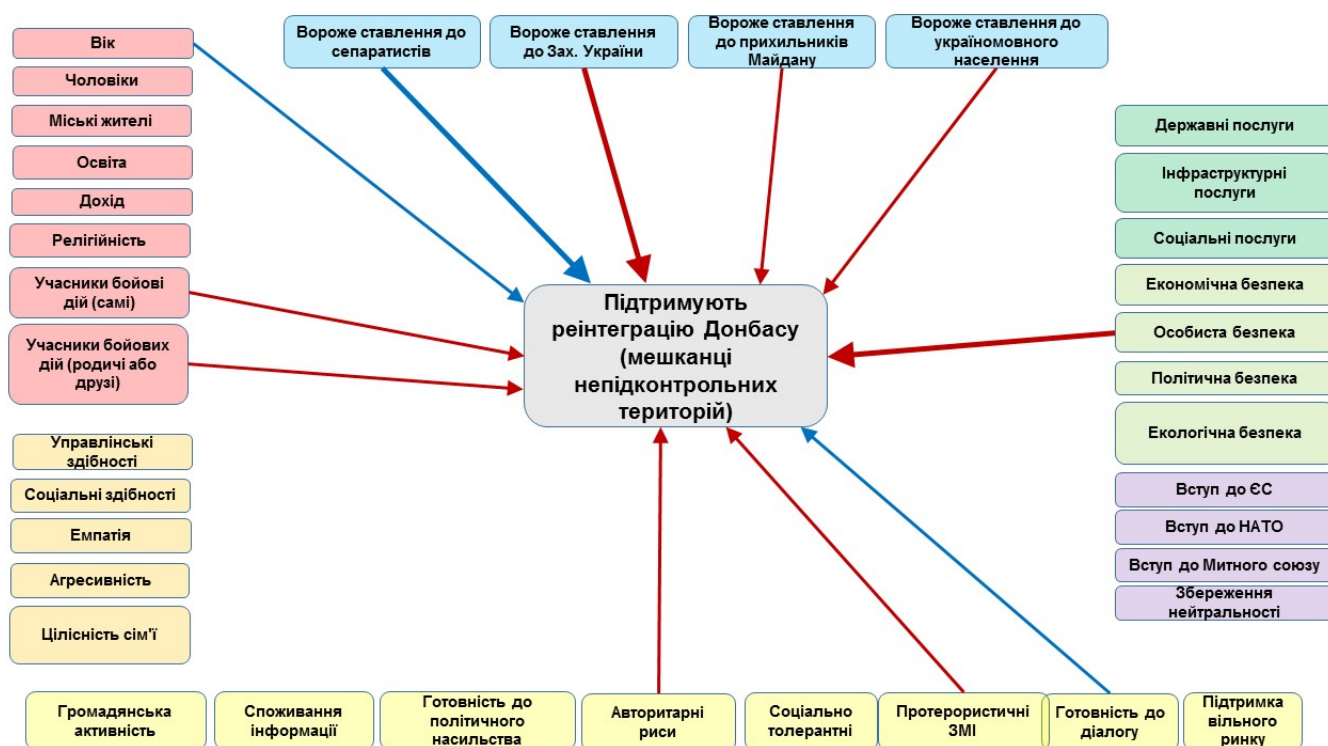 Вік
Чоловіки
Міські жителі
Освіта
Дохід
Релігійність
Учасники бойові
дій (самі)
Учасники бойових
дій (родичі або
друзі)
Управлінські
здібності
Соціальні здібності
Емпатія
Агресивність
Цілісність сім'ї
Вороже ставлення до
сепаратистів
Вороже ставлення
до Зах. України
Вороже ставлення
до прихильників
Майдану
Вороже ставлення до
україномовного
населення
Підтримують
реінтеграцію Донбасу
(мешканці
непідконтрольних
територій)
Державні послуги
Інфраструктурні
послуги
Соціальні послуги
Економічна безпека
Особиста безпека
Політична безпека
Екологічна безпека
Вступ до ЄС
Вступ до НАТО
Вступ до Митного союзу
Збереження
нейтральності
Громадянська
активність
Споживання
інформації
Готовність до
політичного
насильства
Авторитарні
риси
Соціально
толерантні
Протерористичні
ЗМІ
Готовність до
діалогу
Підтримка
вільного
ринку